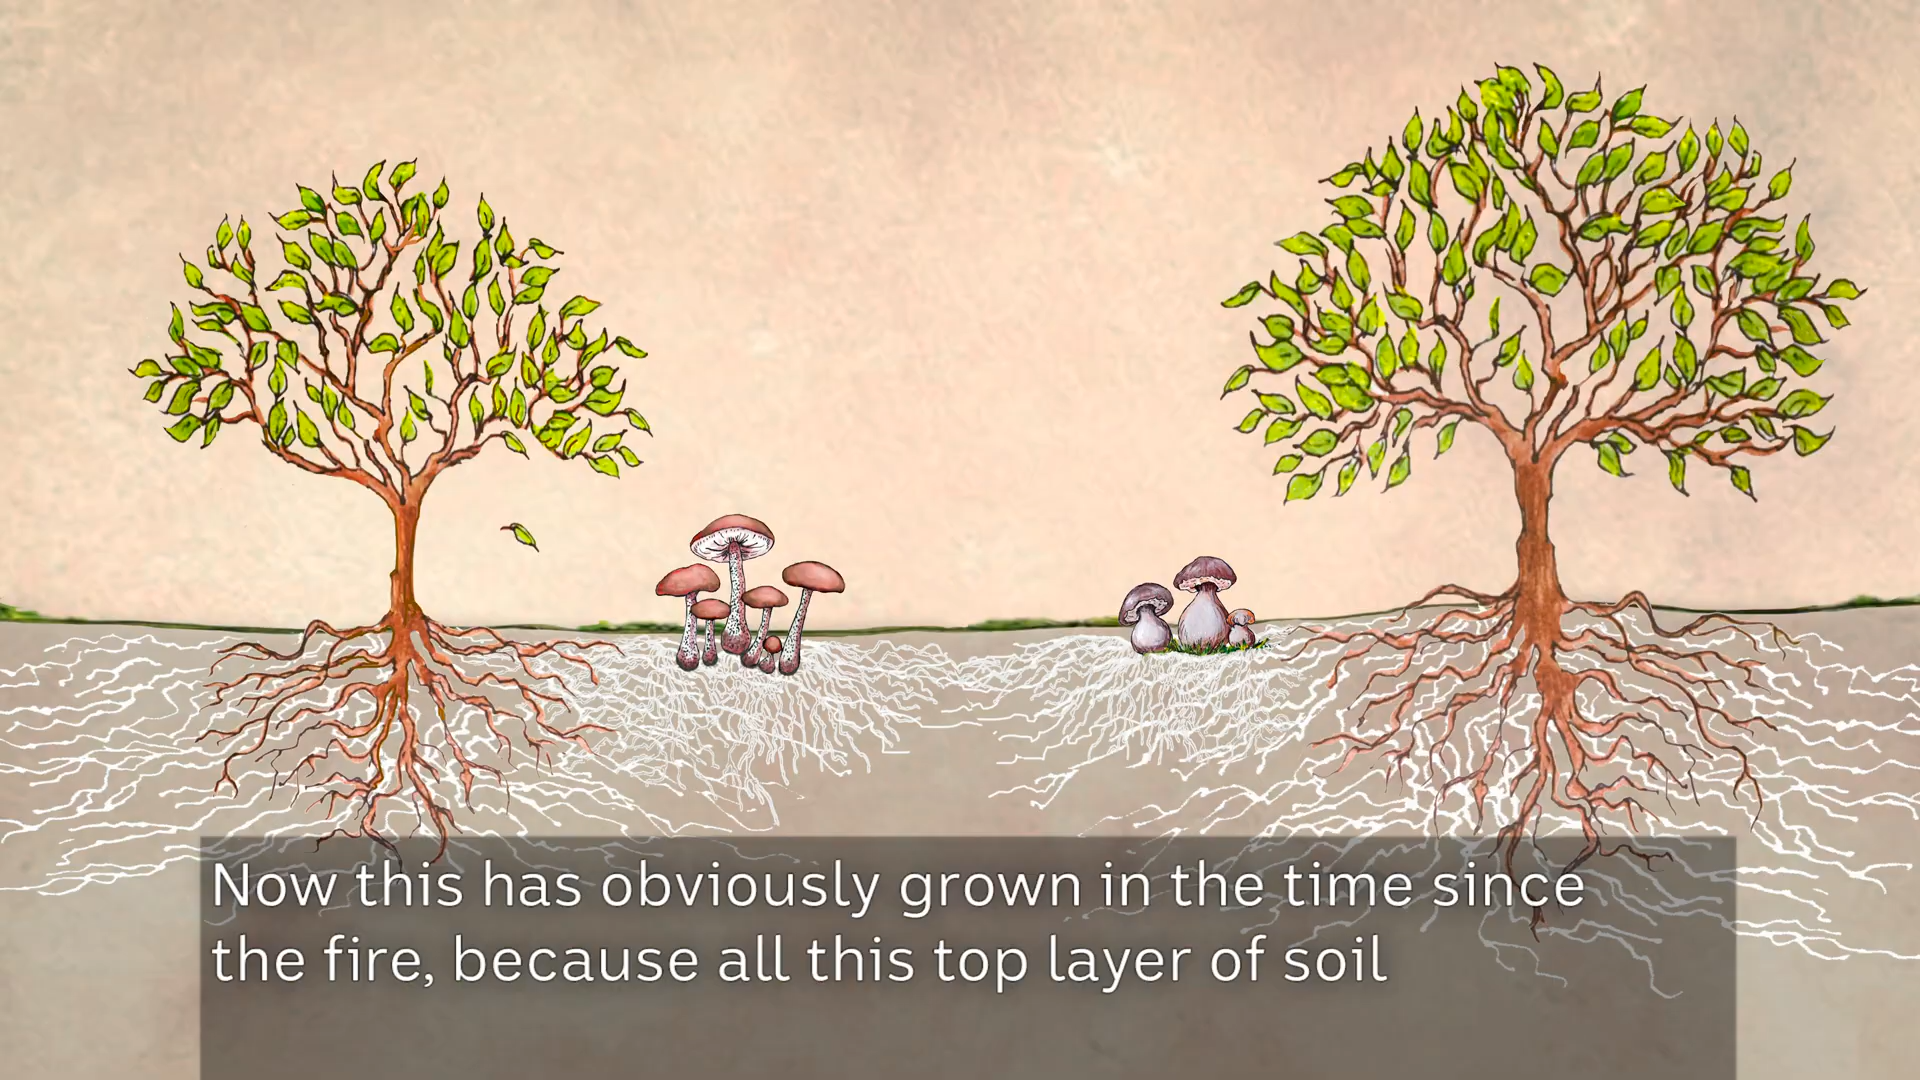 Now this has obviously grown in the time since
the fire, because all this top layer of soil